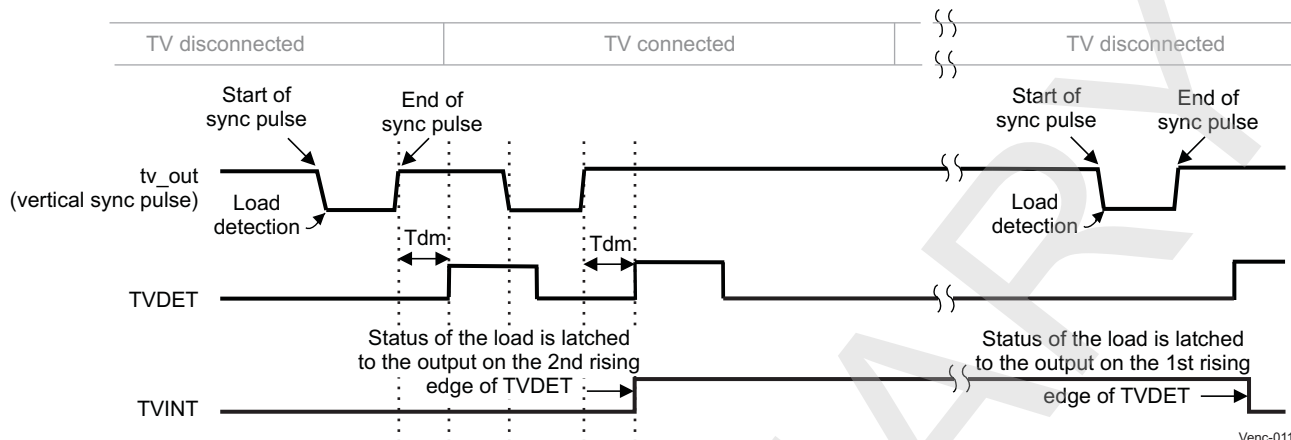 TV disconnected
TV connected
TV disconnected
Start of
sync pulse
End of
sync pulse
Start of
sync pulse
End of
sync pulse
tv_out
(vertical sync pulse)
Load
detection
Load
detection
Tdm
Tdm
TVDET
Status of the load is latched
to the output on the 2nd rising
edge of TVDET
Status of the load is latched
to the output on the 1st rising
edge of TVDET
TVINT
Venc-011